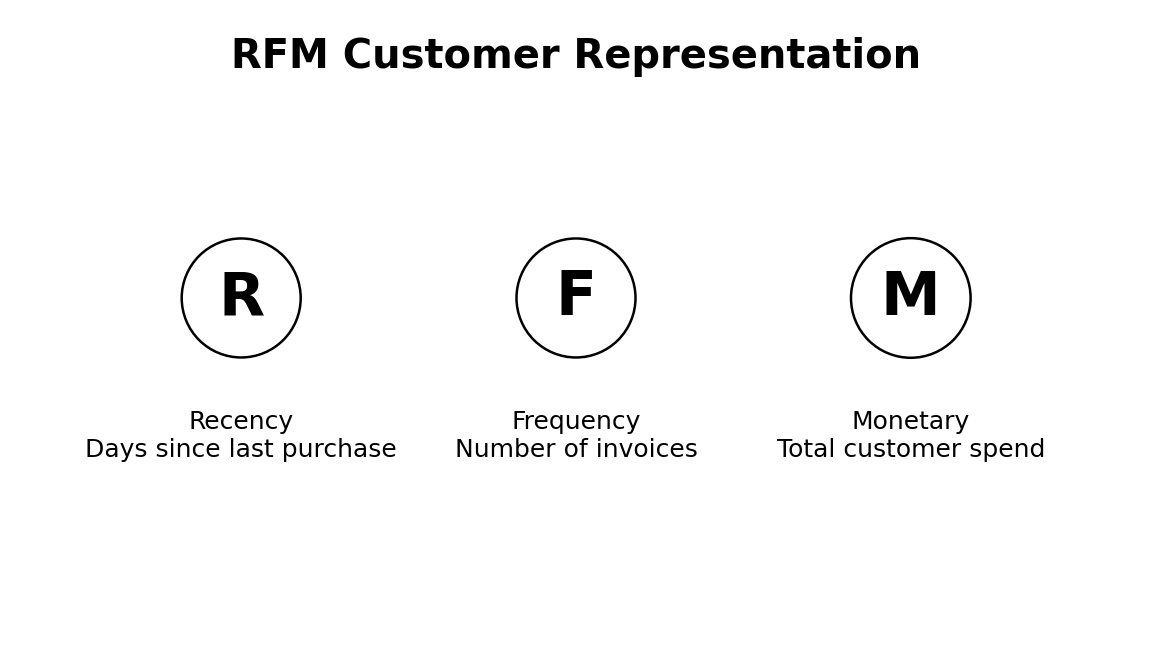 RFM Customer Representation
R
F
M
Recency
Days since last purchase
Frequency
Number of invoices
Monetary
Total customer spend